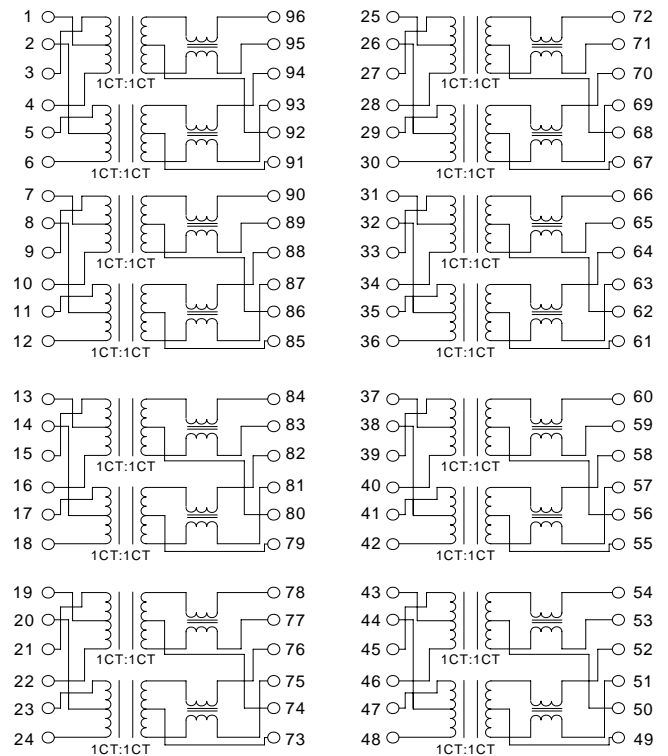 1 96 25 72
2 95 26 71
3 94 27 70
1CT:1CT 1CT:1CT
4 93 28 69
5 92 29 68
6 91 30 67
1CT:1CT 1CT:1CT
7 90 31 66
8 89 32 65
9 88 33 64
1CT:1CT 1CT:1CT
10 87 34 63
11 86 35 62
12 85 36 61
1CT:1CT 1CT:1CT
13 84 37 60
14 83 38 59
15 82 39 58
1CT:1CT 1CT:1CT
16 81 40 57
17 80 41 56
18 79 42 55
1CT:1CT 1CT:1CT
19 78 43 54
20 77 44 53
21 76 45 52
1CT:1CT 1CT:1CT
22 75 46 51
23 74 47 50
24 73 48 49
1CT:1CT 1CT:1CT